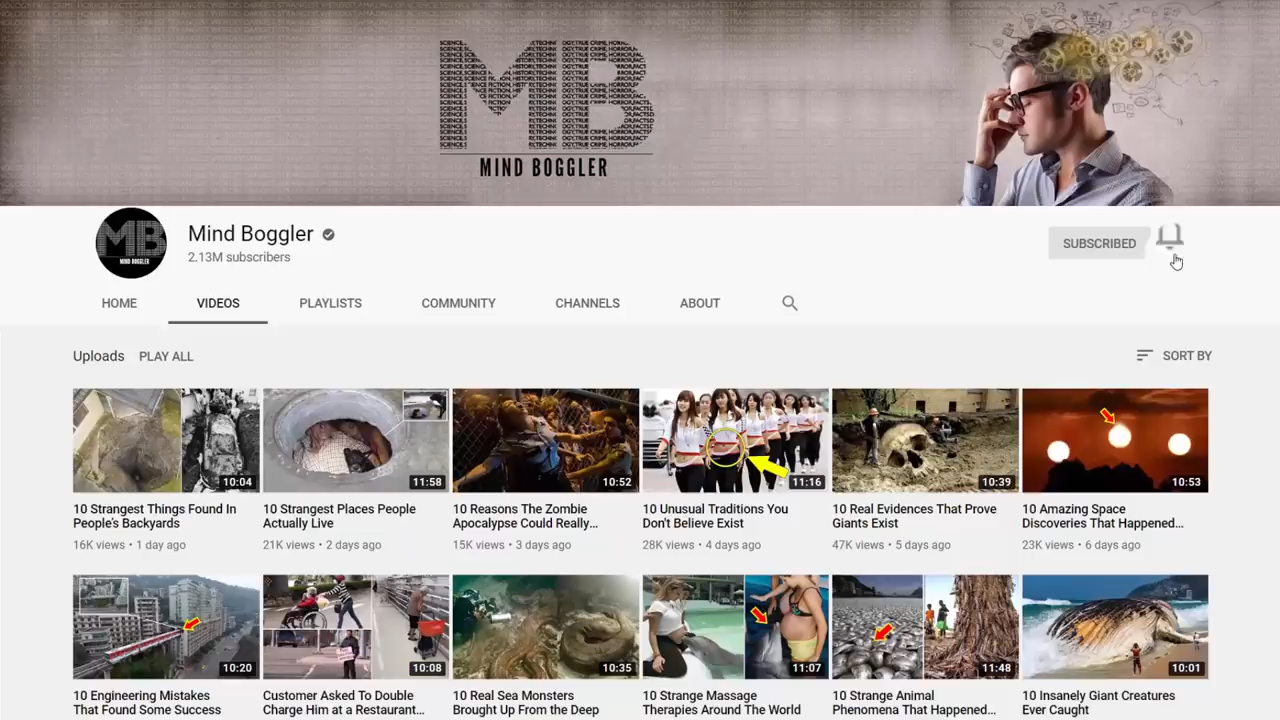 MB
MIND BOGGLER
MB
MIND BOGGLER
Mind Boggler
2.13M subscribers
SUBSCRIBED
HOME
VIDEOS
PLAYLISTS
COMMUNITY
CHANNELS
ABOUT
Uploads PLAY ALL
SORT BY
10:04
11:58
10:52
11:16
10:39
10:53
10 Strangest Things Found In
People's Backyards
16K views • 1 day ago
10 Strangest Places People
Actually Live
21K views • 2 days ago
10 Reasons The Zombie
Apocalypse Could Really...
15K views • 3 days ago
10 Unusual Traditions You
Don't Believe Exist
28K views • 4 days ago
10 Real Evidences That Prove
Giants Exist
47K views • 5 days ago
10 Amazing Space
Discoveries That Happened...
23K views • 6 days ago
10:20
10:08
10:35
11:07
11:48
10:01
10 Engineering Mistakes
That Found Some Success
Customer Asked To Double
Charge Him at a Restaurant...
10 Real Sea Monsters
Brought Up From the Deep
10 Strange Massage
Therapies Around The World
10 Strange Animal
Phenomena That Happened...
10 Insanely Giant Creatures
Ever Caught